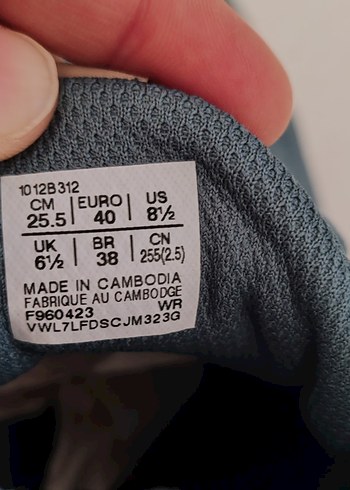 1012B312
CM EURO US
25.5 40 8½
UK BR CN
6½ 38 255(2.5)
MADE IN CAMBODIA
FABRIQUE AU CAMBODGE
F960423 WR
VWL7LFDSCJM323G